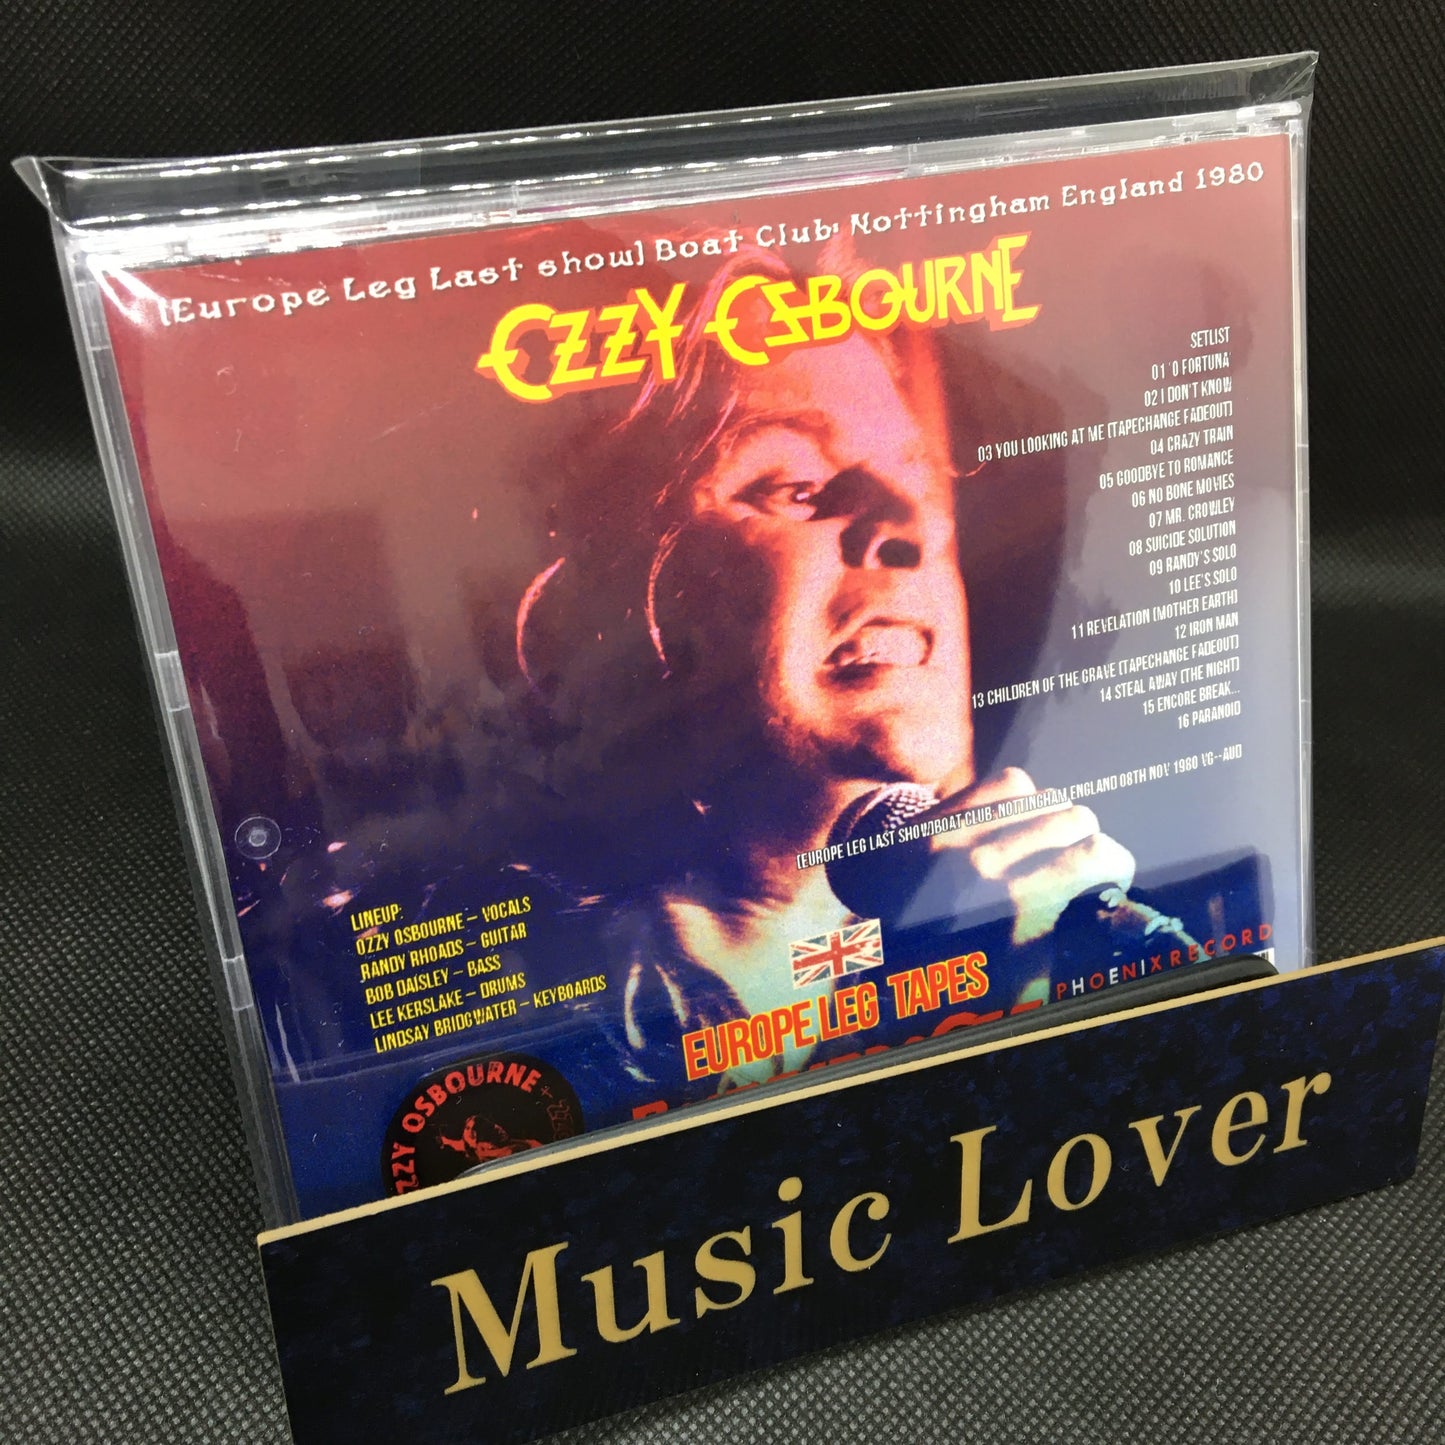 [Europe Leg Last show] Boat Club: Nottingham England 1980
OZZY OSBOURNE
SETLIST
01 'O FORTUNA'
02 I DON'T KNOW
03 YOU LOOKING AT ME [TAPECHANGE FADEOUT]
04 CRAZY TRAIN
05 GOODBYE TO ROMANCE
06 NO BONE MOVIES
07 MR. CROWLEY
08 SUICIDE SOLUTION
09 RANDY'S SOLO
10 LEE'S SOLO
11 REVELATION [MOTHER EARTH]
12 IRON MAN
13 CHILDREN OF THE GRAVE [TAPECHANGE FADEOUT]
14 STEAL AWAY [THE NIGHT]
15 ENCORE BREAK...
16 PARANOID
[EUROPE LEG LAST SHOW]BOAT CLUB: NOTTINGHAM ENGLAND 08TH NOV 1980 VG--AUD
LINEUP:
OZZY OSBOURNE – VOCALS
RANDY RHOADS – GUITAR
BOB DAISLEY – BASS
LEE KERSLAKE – DRUMS
LINDSAY BRIDGWATER – KEYBOARDS
EUROPE LEG TAPES
PHOENIX RECORD
OZZY OSBOURNE
Music Lover